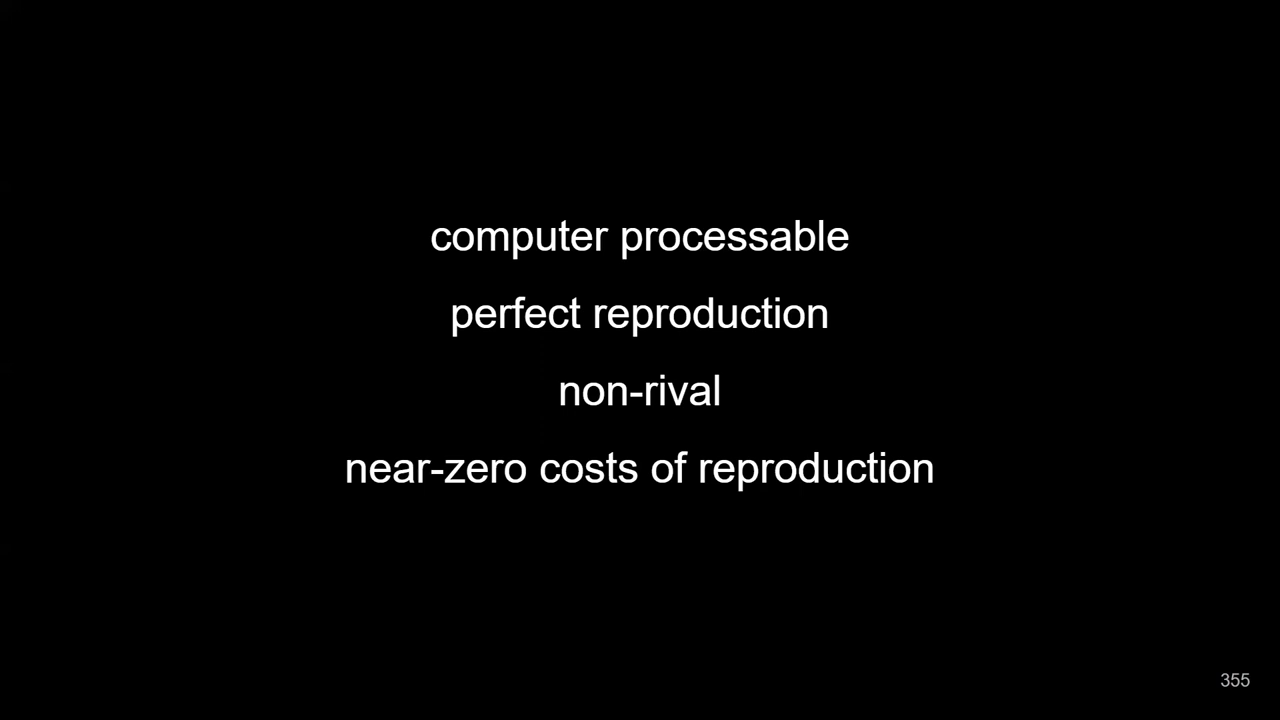 computer processable
perfect reproduction
non-rival
near-zero costs of reproduction
355